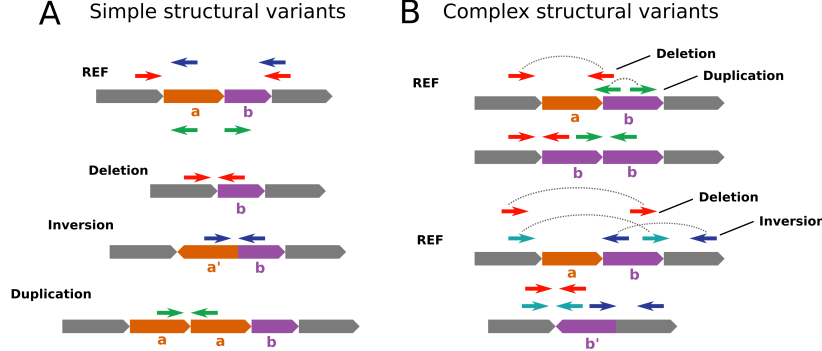 A Simple structural variants
REF
a
b
Deletion
b
Inversion
a'
b
Duplication
a
a
b
B Complex structural variants
Deletion
Duplication
REF
a
b
b
b
Deletion
Inversion
REF
a
b
b'